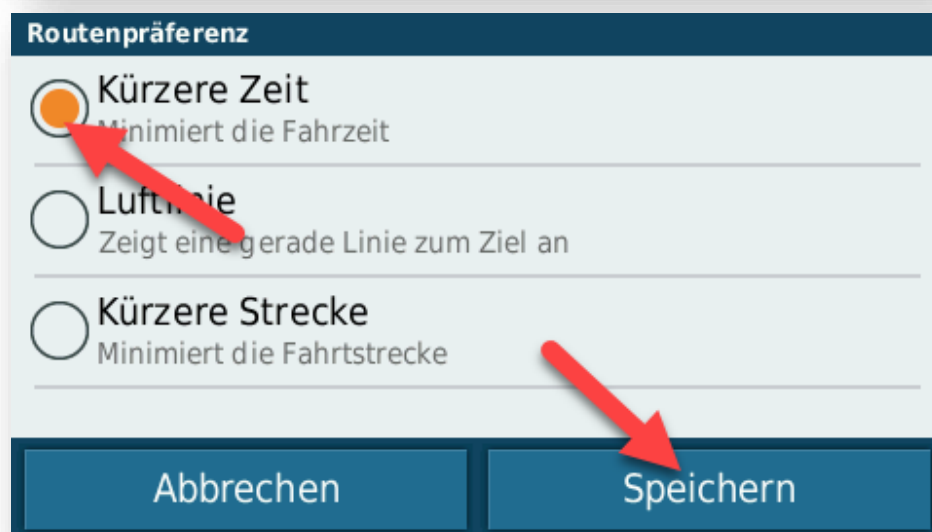 Routenpräferenz
Kürzere Zeit
Minimiert die Fahrzeit
Luftlinie
Zeigt eine gerade Linie zum Ziel an
Kürzere Strecke
Minimiert die Fahrtstrecke
Abbrechen
Speichern